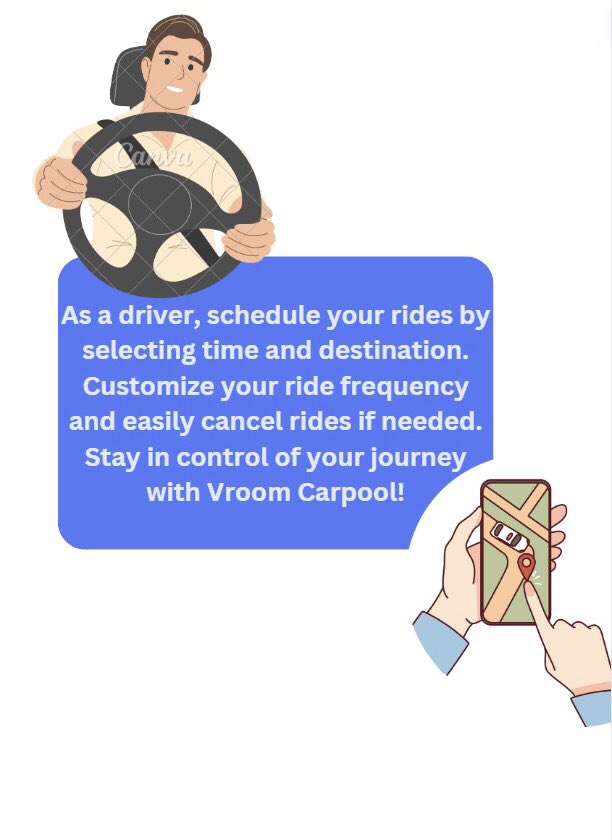 Canva
As a driver, schedule your rides by
selecting time and destination.
Customize your ride frequency
and easily cancel rides if needed.
Stay in control of your journey
with Vroom Carpool!